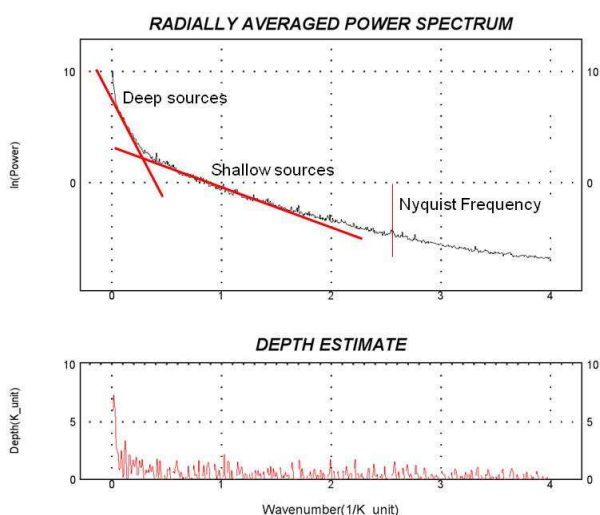 RADIALLY AVERAGED POWER SPECTRUM
10 10
Deep sources
ln(Power)
Shallow sources
0 0
Nyquist Frequency
0 1 2 3 4
DEPTH ESTIMATE
10 10
Depth(K_unit)
5 5
0 0
0 1 2 3 4
Wavenumber(1/K_unit)